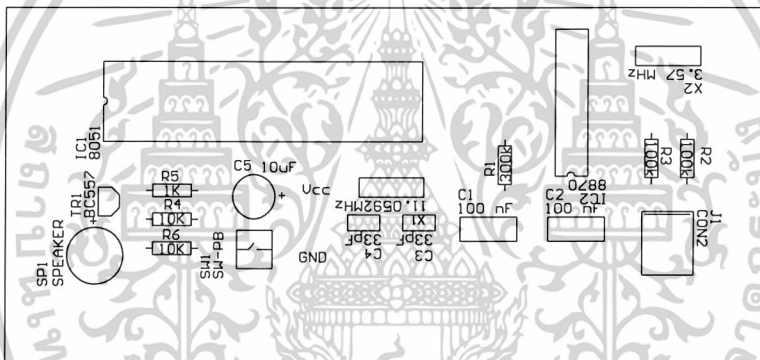 IC1
8051
TR1
BC557
+
SP1
SPEAKER
R5
1K
R4
10K
R6
10K
C5 10uF
+
SW1
SW-PB
Vcc
GND
11.0592MHz
X1
33pF
C4
33pF
C3
C1
100 nF
R1
300k
8870
IC2
C2
100 nF
3.57 MHz
X2
R3
100k
R2
100k
J1
CON2